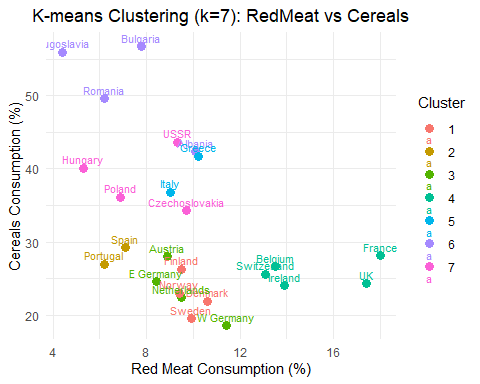 K-means Clustering (k=7): RedMeat vs Cereals
Cereals Consumption (%)
50
40
30
20
ugoslavia
Bulgaria
Romania
USSR
lbania
Greece
Hungary
Italy
Poland
Czechoslovakia
Spain
Portugal
Austria
Finland
E Germany
Norway
Netherlands
Denmark
Sweden
W Germany
Belgium
Switzerland
Ireland
France
UK
4
8
12
16
Red Meat Consumption (%)
Cluster
a 1
a 2
a 3
a 4
a 5
a 6
a 7